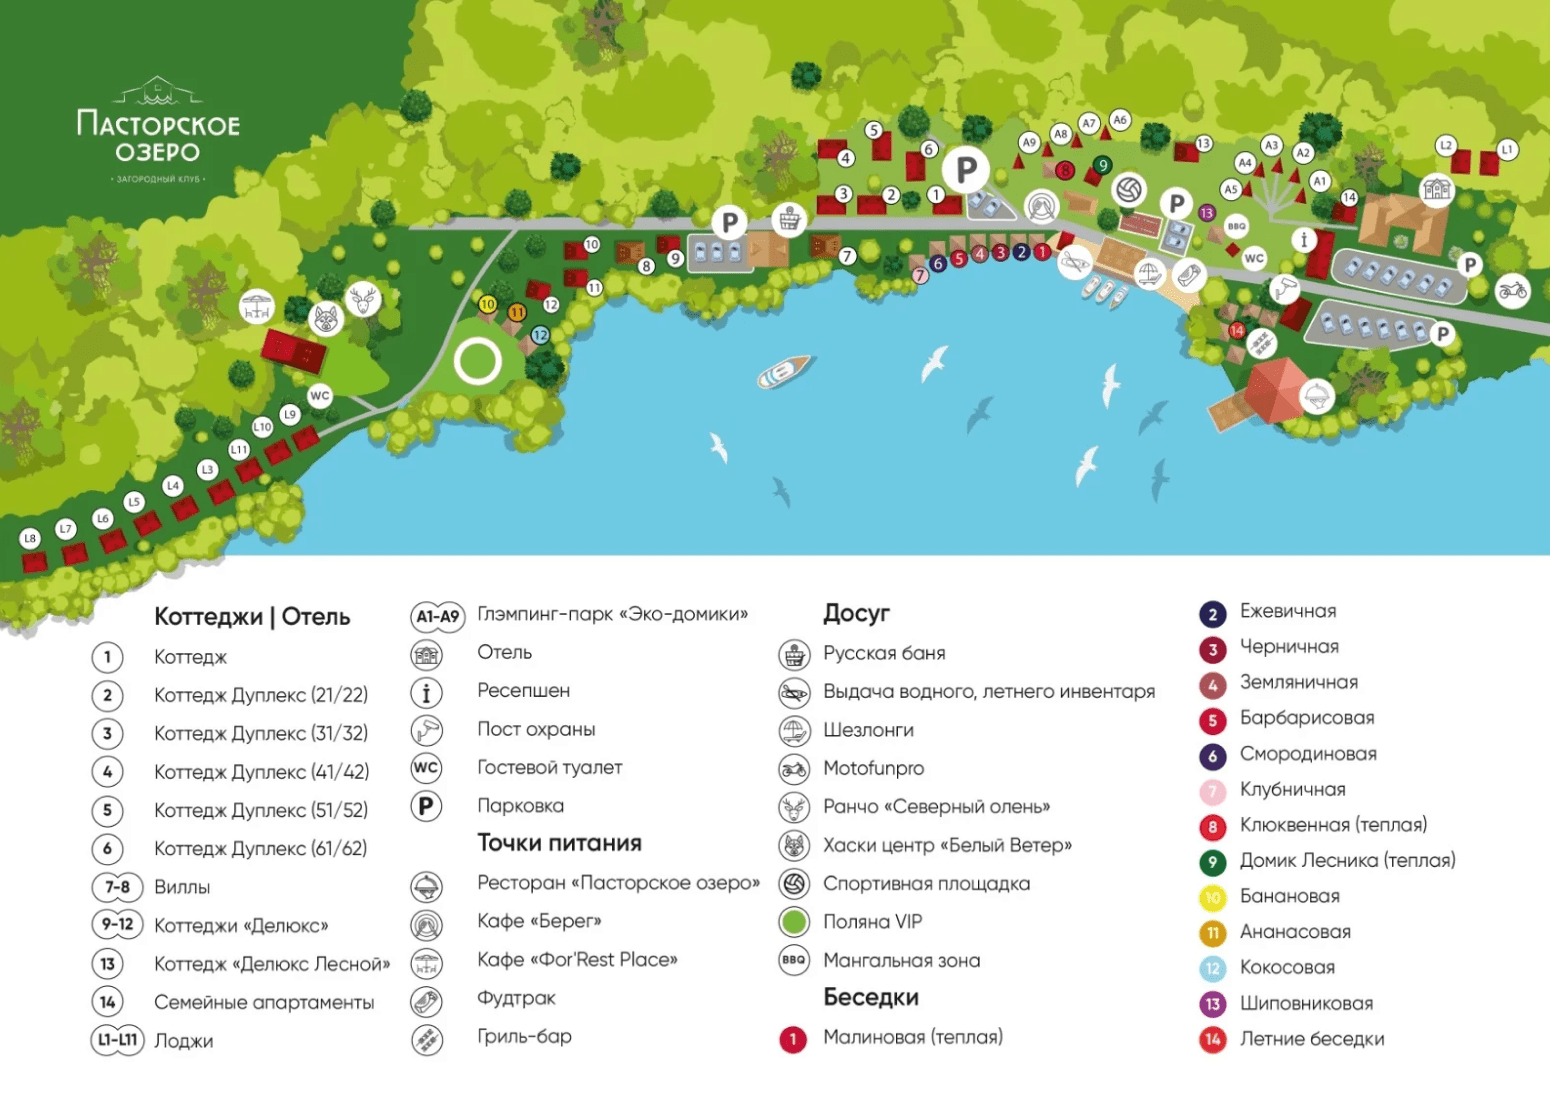 ПАСТОРСКОЕ
ОЗЕРО
• ЗАГОРОДНЫЙ КЛУБ •
A6
A7
A8
A9
5
4
6
P
8
9
13
A3
A4
A2
A5
A1
L2
L1
14
3
2
1
P
P
13
BBQ
i
WC
P
10
8
9
7
7
6
5
4
3
2
1
11
12
10
11
12
14
P
WC
L9
L10
L11
L3
L4
L5
L6
L7
L8
Коттеджи | Отель
1 Коттедж
2 Коттедж Дуплекс (21/22)
3 Коттедж Дуплекс (31/32)
4 Коттедж Дуплекс (41/42)
5 Коттедж Дуплекс (51/52)
6 Коттедж Дуплекс (61/62)
7-8 Виллы
9-12 Коттеджи «Делюкс»
13 Коттедж «Делюкс Лесной»
14 Семейные апартаменты
L1-L11 Лоджи
A1-A9 Глэмпинг-парк «Эко-домики»
Отель
i Ресепшен
Пост охраны
WC Гостевой туалет
P Парковка
Точки питания
Ресторан «Пасторское озеро»
Кафе «Берег»
Кафе «Фor'Rest Place»
Фудтрак
Гриль-бар
Досуг
Русская баня
Выдача водного, летнего инвентаря
Шезлонги
Motofunpro
Ранчо «Северный олень»
Хаски центр «Белый Ветер»
Спортивная площадка
Поляна VIP
BBQ Мангальная зона
Беседки
1 Малиновая (теплая)
2 Ежевичная
3 Черничная
4 Земляничная
5 Барбарисовая
6 Смородиновая
7 Клубничная
8 Клюквенная (теплая)
9 Домик Лесника (теплая)
10 Банановая
11 Ананасовая
12 Кокосовая
13 Шиповниковая
14 Летние беседки